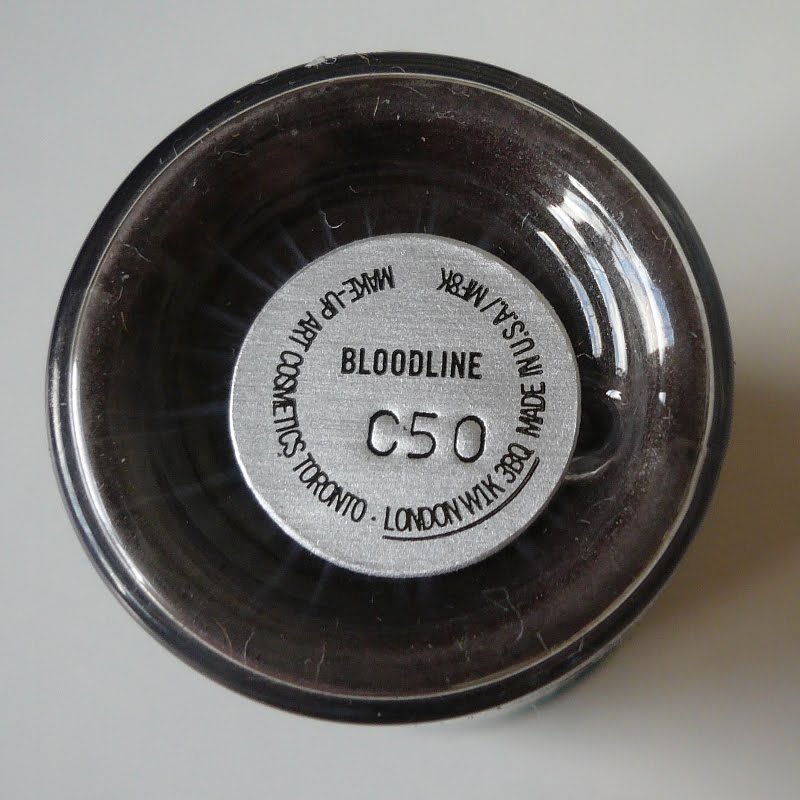 BLOODLINE
C50
MAKE-UP ART COSMETICS, TORONTO · LONDON W1K 3BQ MADE IN U.S.A./MF8K